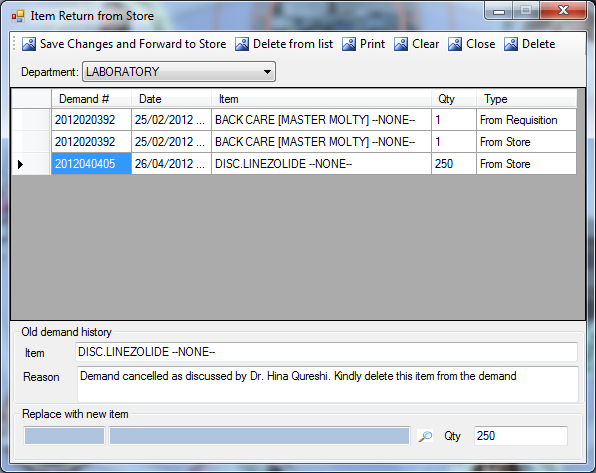 Item Return from Store
Save Changes and Forward to Store Delete from list Print Clear Close Delete
Department: LABORATORY
Demand # Date Item Qty Type
2012020392 25/02/2012 ... BACK CARE [MASTER MOLTY] --NONE-- 1 From Requisition
2012020392 25/02/2012 ... BACK CARE [MASTER MOLTY] --NONE-- 1 From Store
2012040405 26/04/2012 ... DISC.LINEZOLIDE --NONE-- 250 From Store
Old demand history
Item DISC.LINEZOLIDE --NONE--
Reason Demand cancelled as discussed by Dr. Hina Qureshi. Kindly delete this item from the demand
Replace with new item
Qty 250